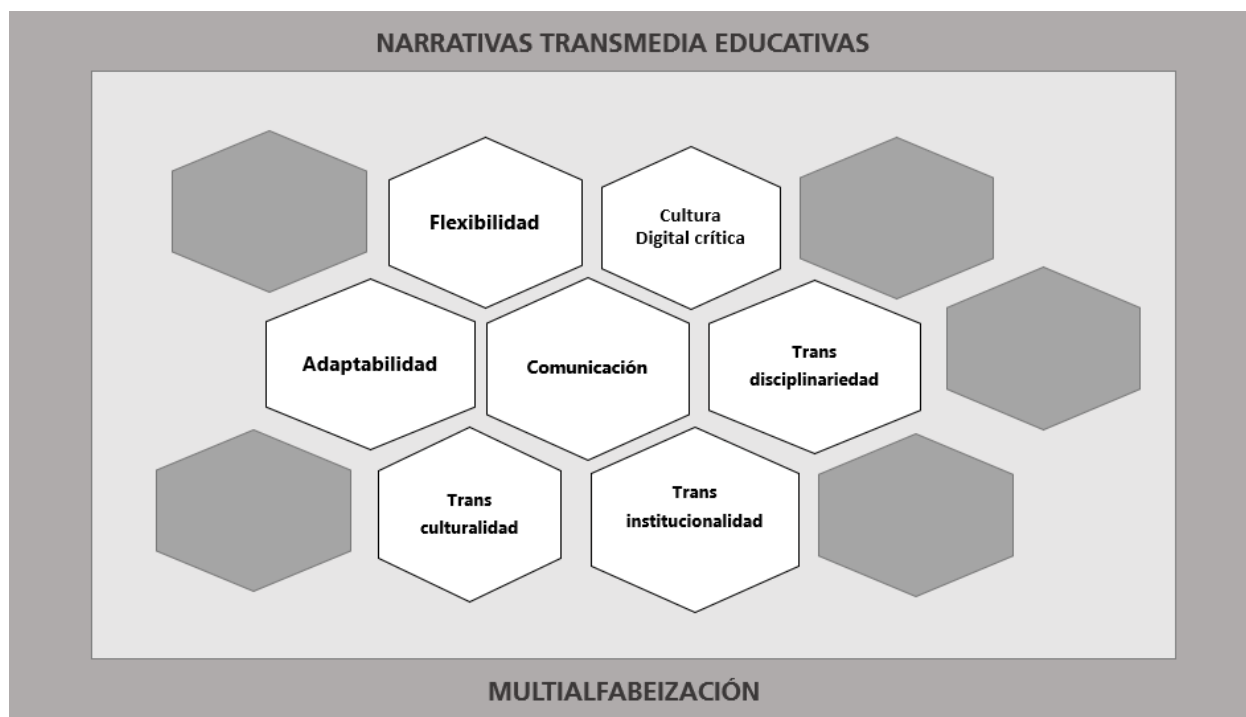 NARRATIVAS TRANSMEDIA EDUCATIVAS
Flexibilidad
Cultura
Digital crítica
Adaptabilidad
Comunicación
Trans
disciplinariedad
Trans
culturalidad
Trans
institucionalidad
MULTIALFABEIZACIÓN